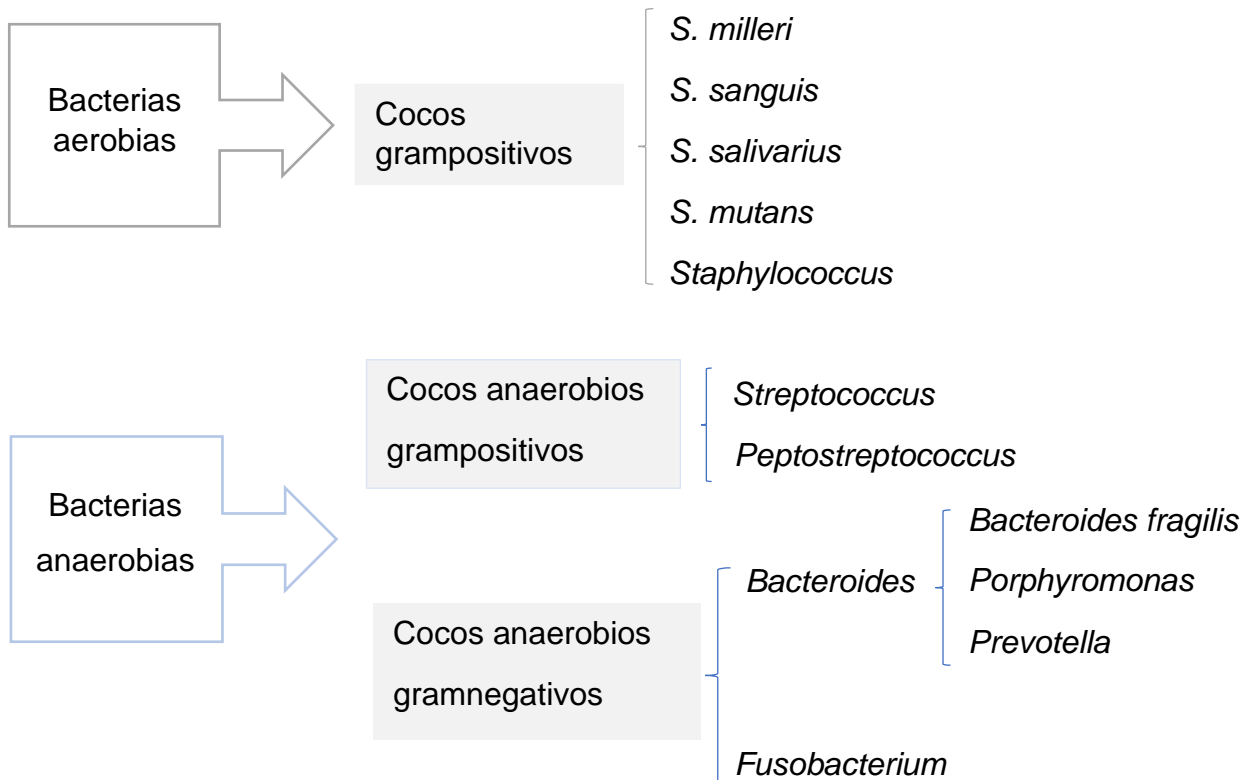 Bacterias
aerobias
Cocos
grampositivos
S. milleri
S. sanguis
S. salivarius
S. mutans
Staphylococcus
Bacterias
anaerobias
Cocos anaerobios
grampositivos
Streptococcus
Peptostreptococcus
Cocos anaerobios
gramnegativos
Bacteroides
Bacteroides fragilis
Porphyromonas
Prevotella
Fusobacterium